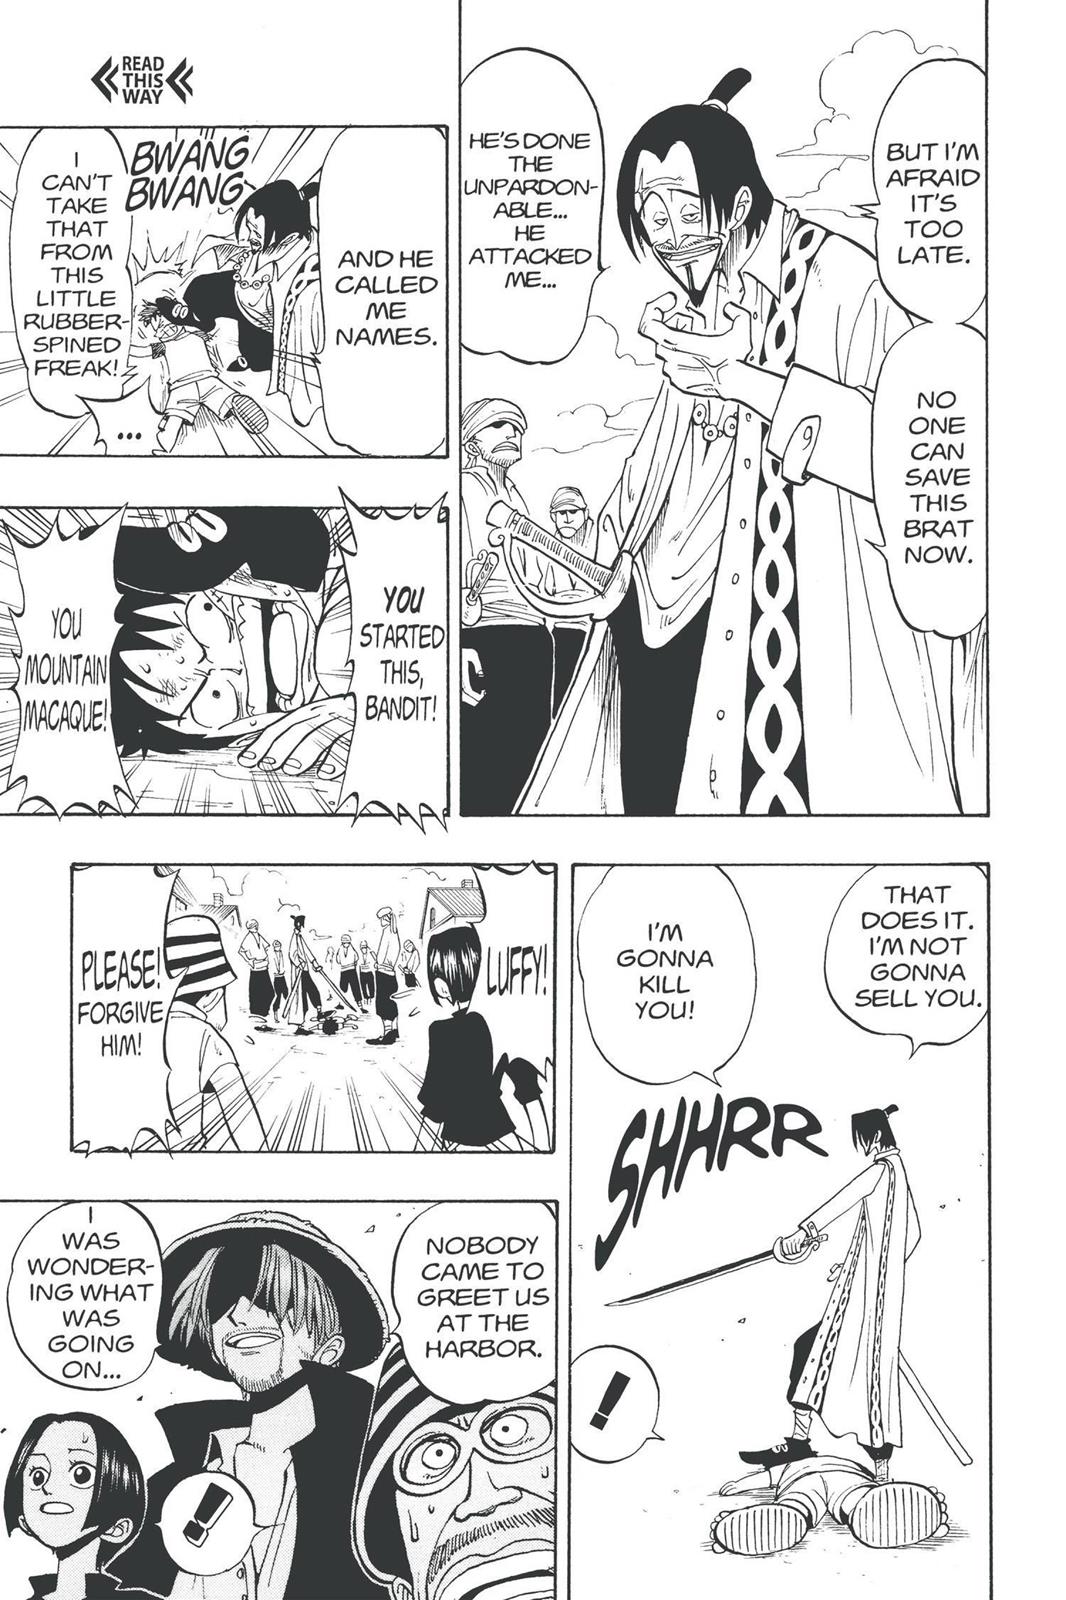 READ
THIS
WAY
BUT I'M
AFRAID
IT'S
TOO
LATE.
NO
ONE
CAN
SAVE
THIS
BRAT
NOW.
HE'S DONE
THE
UNPARDON-
ABLE...
HE
ATTACKED
ME...
AND HE
CALLED
ME
NAMES.
BWANG
BWANG
I
CAN'T
TAKE
THAT
FROM
THIS
LITTLE
RUBBER-
SPINED
FREAK!
...
YOU
STARTED
THIS,
BANDIT!
YOU
MOUNTAIN
MACAQUE!
THAT
DOES IT.
I'M NOT
GONNA
SELL YOU.
I'M
GONNA
KILL
YOU!
SHHRR
!
LUFFY!
PLEASE!
FORGIVE
HIM!
NOBODY
CAME TO
GREET US
AT THE
HARBOR.
I
WAS
WONDER-
ING WHAT
WAS
GOING
ON...
!